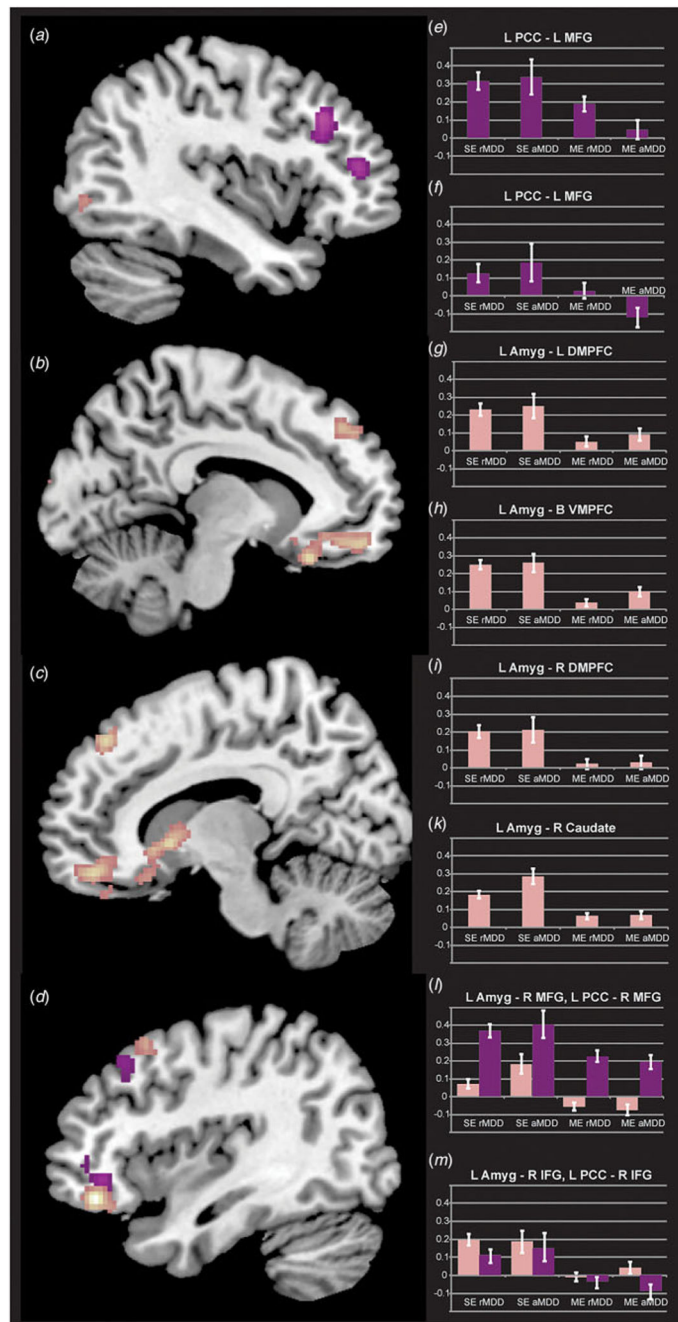 (a)
(b)
(c)
(d)
(e)
L PCC - L MFG
0.4
0.3
0.2
0.1
0
-0.1
SE rMDD SE aMDD ME rMDD ME aMDD
(f)
L PCC - L MFG
0.4
0.3
0.2
0.1
0
-0.1
SE rMDD SE aMDD ME rMDD ME aMDD
(g)
L Amyg - L DMPFC
0.4
0.3
0.2
0.1
0
-0.1
SE rMDD SE aMDD ME rMDD ME aMDD
(h)
L Amyg - B VMPFC
0.4
0.3
0.2
0.1
0
-0.1
SE rMDD SE aMDD ME rMDD ME aMDD
(i)
L Amyg - R DMPFC
0.4
0.3
0.2
0.1
0
-0.1
SE rMDD SE aMDD ME rMDD ME aMDD
(k)
L Amyg - R Caudate
0.4
0.3
0.2
0.1
0
-0.1
SE rMDD SE aMDD ME rMDD ME aMDD
(l)
L Amyg - R MFG, L PCC - R MFG
0.4
0.3
0.2
0.1
0
-0.1
SE rMDD SE aMDD ME rMDD ME aMDD
(m)
L Amyg - R IFG, L PCC - R IFG
0.4
0.3
0.2
0.1
0
-0.1
SE rMDD SE aMDD ME rMDD ME aMDD